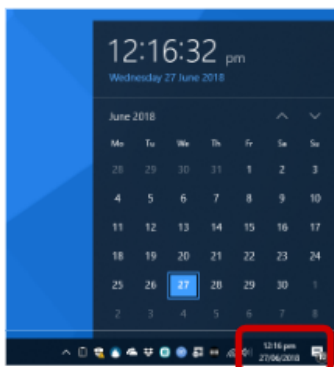 12:16:32 pm
Wednesday 27 June 2018
June 2018
Mo Tu We Th Fr Sa Su
28 29 30 31 1 2 3
4 5 6 7 8 9 10
11 12 13 14 15 16 17
18 19 20 21 22 23 24
25 26 27 28 29 30 1
2 3 4 5 6 7 8
12:16 pm
27/06/2018